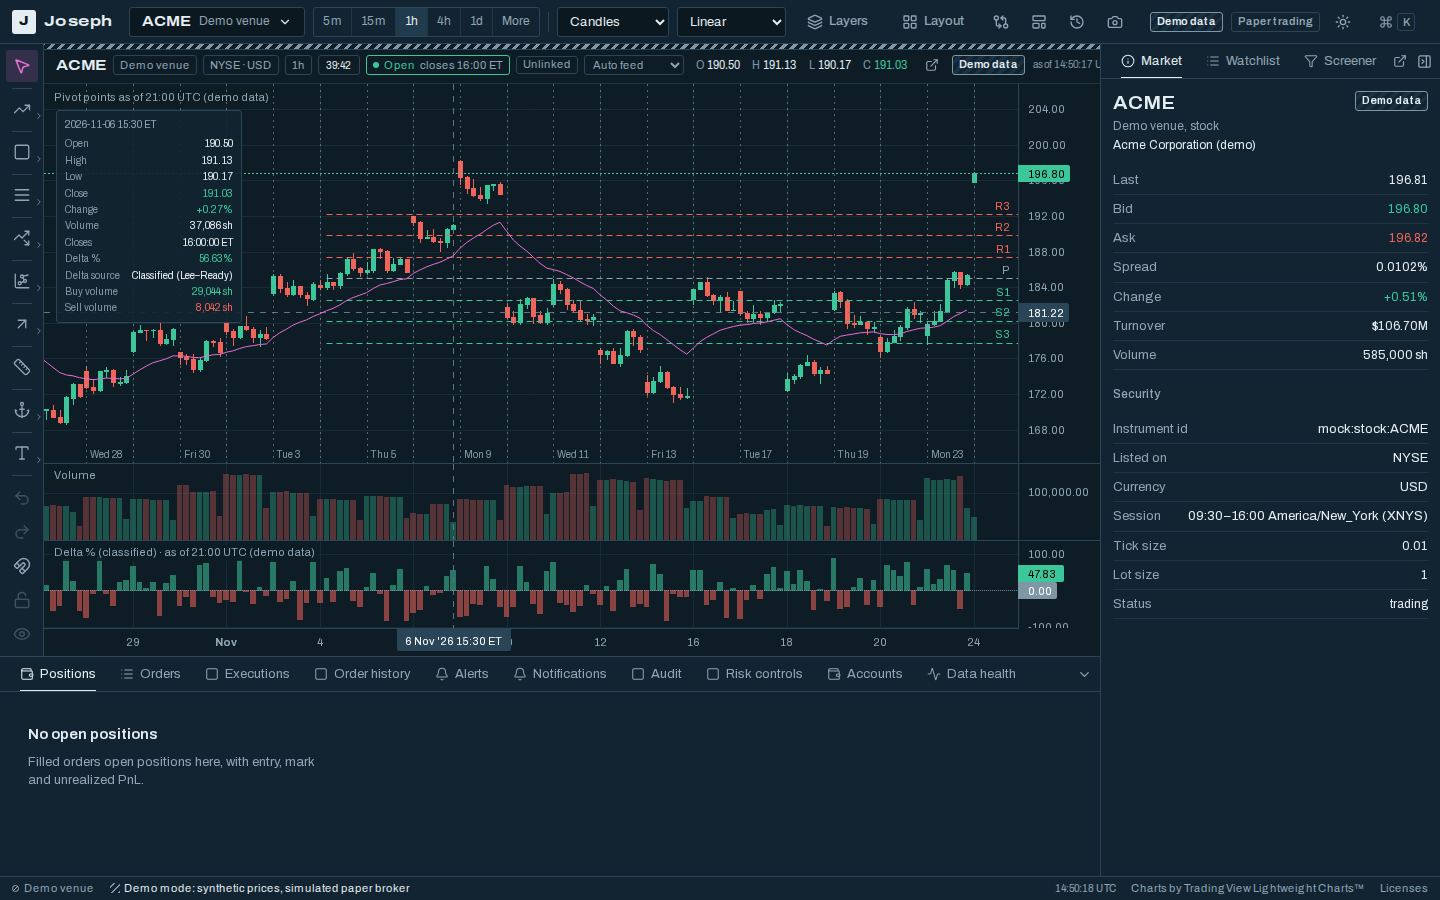 J Joseph ACME Demo venue 5m 15m 1h 4h 1d More Candles Linear Layers Layout Demo data Paper trading ⌘ K
ACME Demo venue NYSE·USD 1h 39:42 Open closes 16:00 ET Unlinked Auto feed O 190.50 H 191.13 L 190.17 C 191.03 Demo data as of 14:50:17 U
Pivot points as of 21:00 UTC (demo data)
2026-11-06 15:30 ET
Open 190.50
High 191.13
Low 190.17
Close 191.03
Change +0.27%
Volume 37,086 sh
Closes 16:00:00 ET
Delta % 56.63%
Delta source Classified (Lee-Ready)
Buy volume 29,044 sh
Sell volume 8,042 sh
R3
R2
R1
P
S1
S2
S3
204.00
200.00
196.80
192.00
188.00
184.00
181.22
180.00
176.00
172.00
168.00
Wed 28 Fri 30 Tue 3 Thu 5 Mon 9 Wed 11 Fri 13 Tue 17 Thu 19 Mon 23
Volume
100,000.00
Delta % (classified) · as of 21:00 UTC (demo data)
100.00
47.83
0.00
-100.00
29 Nov 4 6 Nov '26 15:30 ET 12 16 18 20 24
Market Watchlist Screener
ACME Demo data
Demo venue, stock
Acme Corporation (demo)
Last 196.81
Bid 196.80
Ask 196.82
Spread 0.0102%
Change +0.51%
Turnover $106.70M
Volume 585,000 sh
Security
Instrument id mock:stock:ACME
Listed on NYSE
Currency USD
Session 09:30–16:00 America/New_York (XNYS)
Tick size 0.01
Lot size 1
Status trading
Positions Orders Executions Order history Alerts Notifications Audit Risk controls Accounts Data health
No open positions
Filled orders open positions here, with entry, mark
and unrealized PnL.
Demo venue Demo mode: synthetic prices, simulated paper broker 14:50:18 UTC Charts by TradingView Lightweight Charts™ Licenses